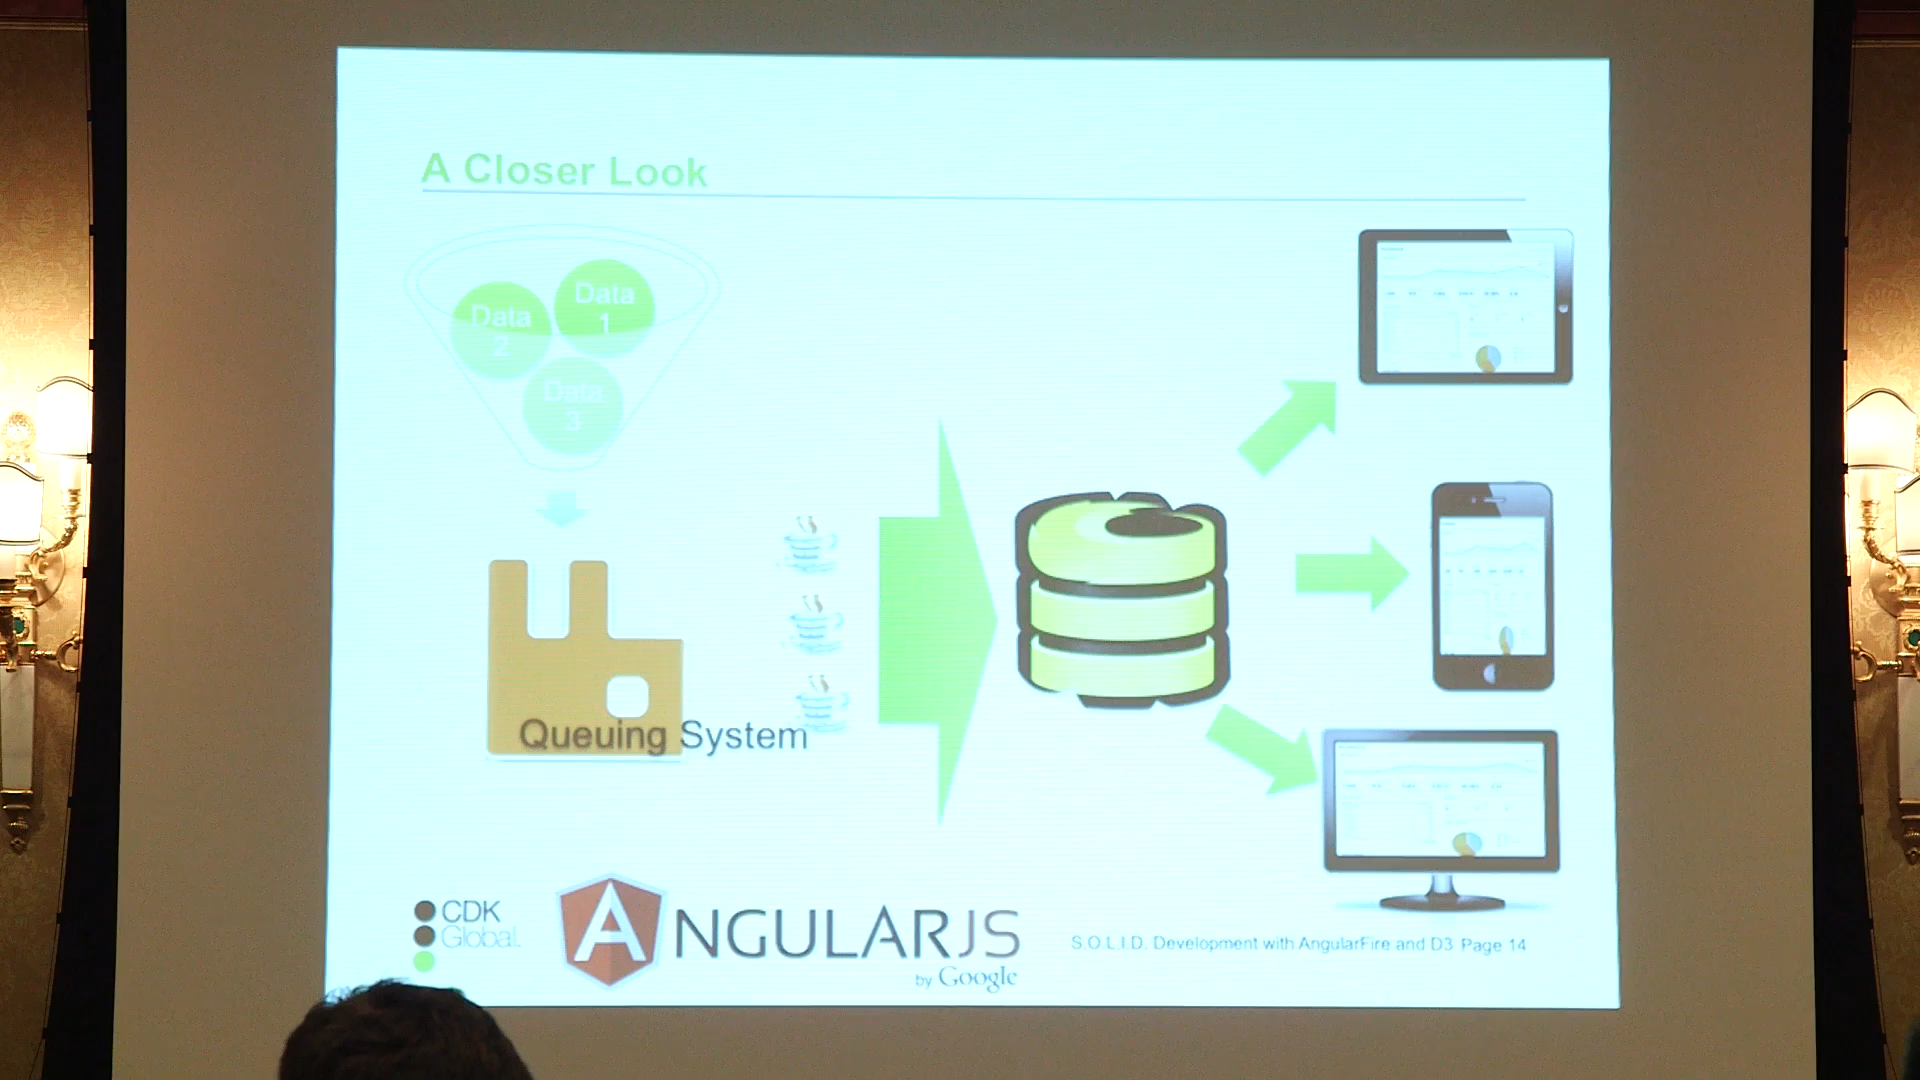 A Closer Look
Data
1
Data
2
Data
3
Queuing System
CDK
Global
ANGULARJS
by Google
S.O.L.I.D. Development with AngularFire and D3 Page 14